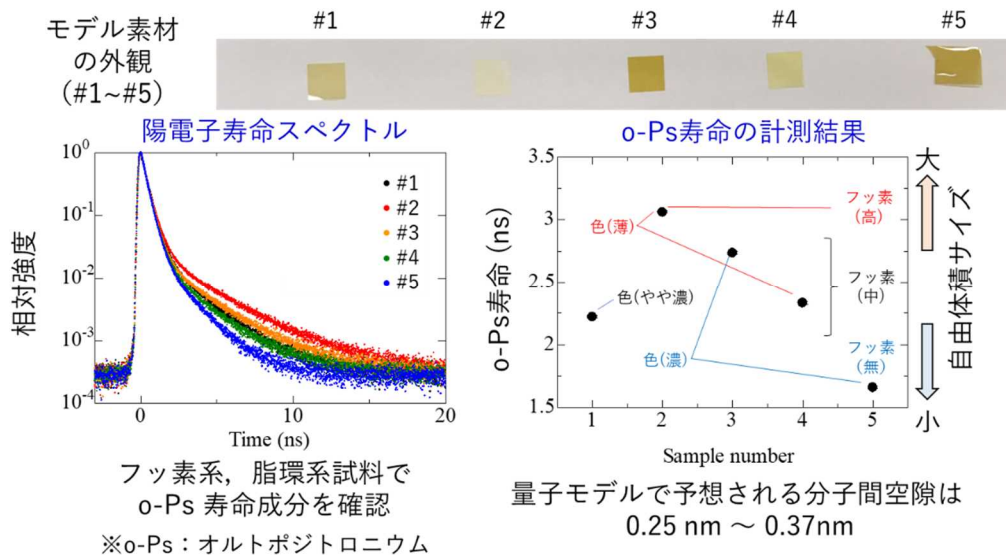 モデル素材
の外観
(#1~#5)
#1
#2
#3
#4
#5
陽電子寿命スペクトル
相対強度
10⁰
10⁻¹
10⁻²
10⁻³
10⁻⁴
#1
#2
#3
#4
#5
0
10
20
Time (ns)
フッ素系，脂環系試料で
o-Ps 寿命成分を確認
※o-Ps：オルトポジトロニウム
o-Ps寿命の計測結果
o-Ps寿命 (ns)
3.5
3
2.5
2
1.5
色(薄)
色(やや濃)
色(濃)
フッ素
(高)
フッ素
(中)
フッ素
(無)
1
2
3
4
5
Sample number
大
自由体積サイズ
小
量子モデルで予想される分子間空隙は
0.25 nm ～ 0.37nm